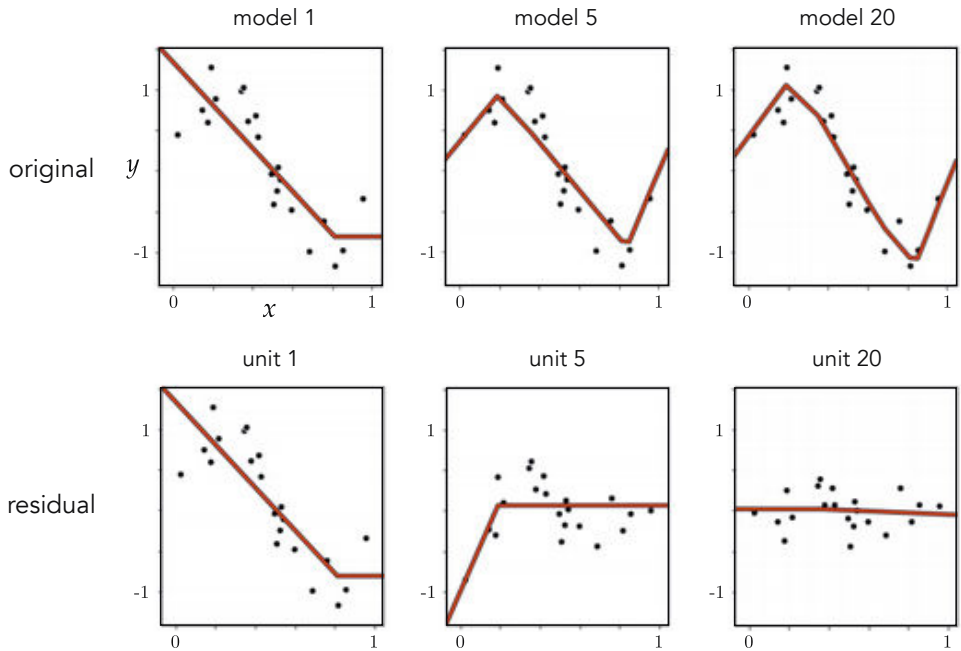 model 1 model 5 model 20
original
y
1 1 1
-1 -1 -1
0 1 0 1 0 1
x
unit 1 unit 5 unit 20
residual
1 1 1
-1 -1 -1
0 1 0 1 0 1